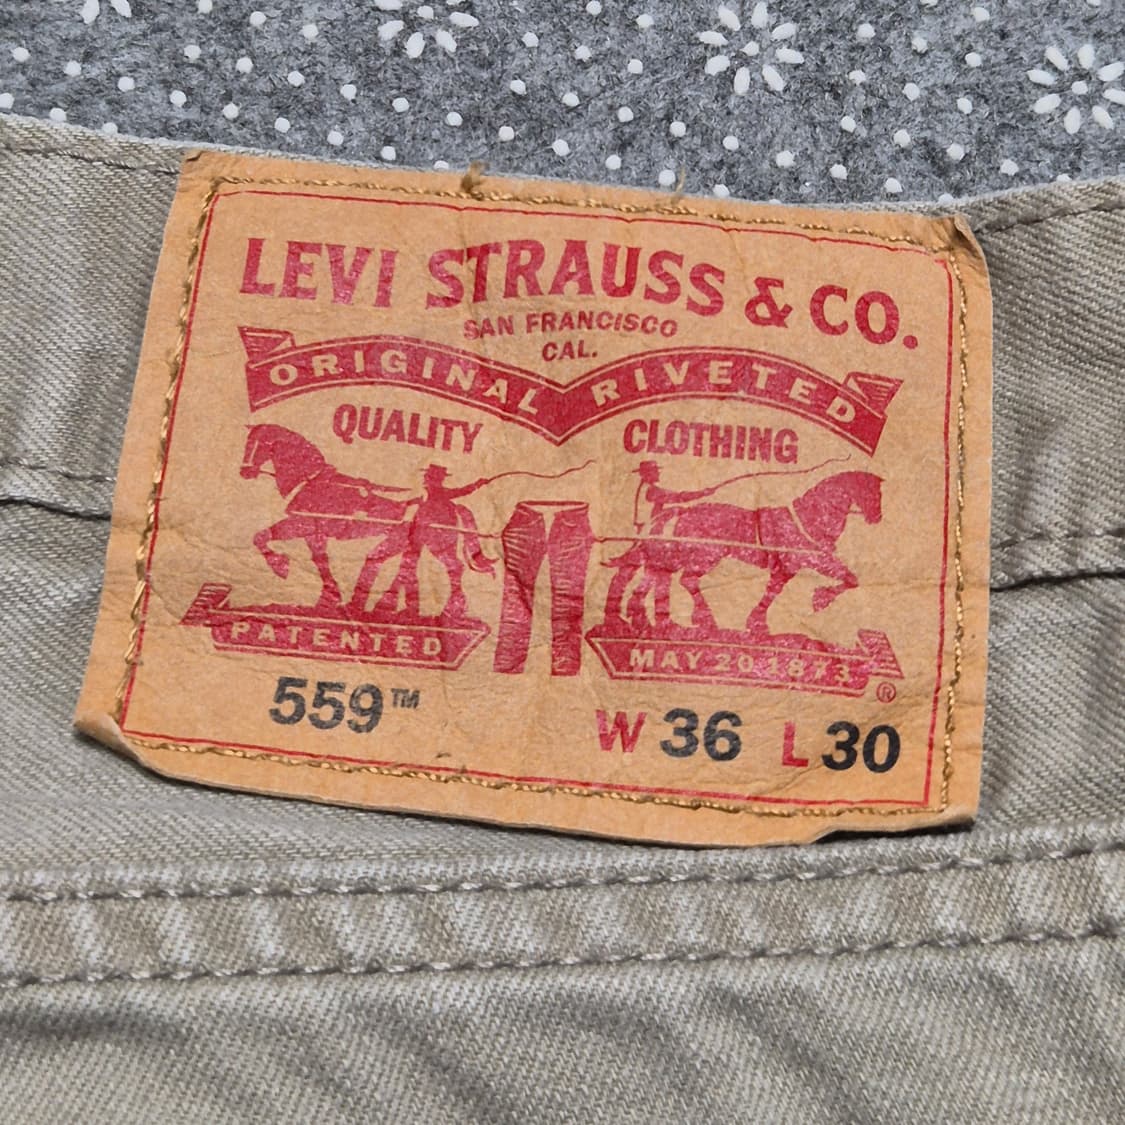 LEVI STRAUSS & CO.
SAN FRANCISCO
CAL.
ORIGINAL RIVETED
QUALITY CLOTHING
PATENTED MAY 20 1873
®
559™ W 36 L 30